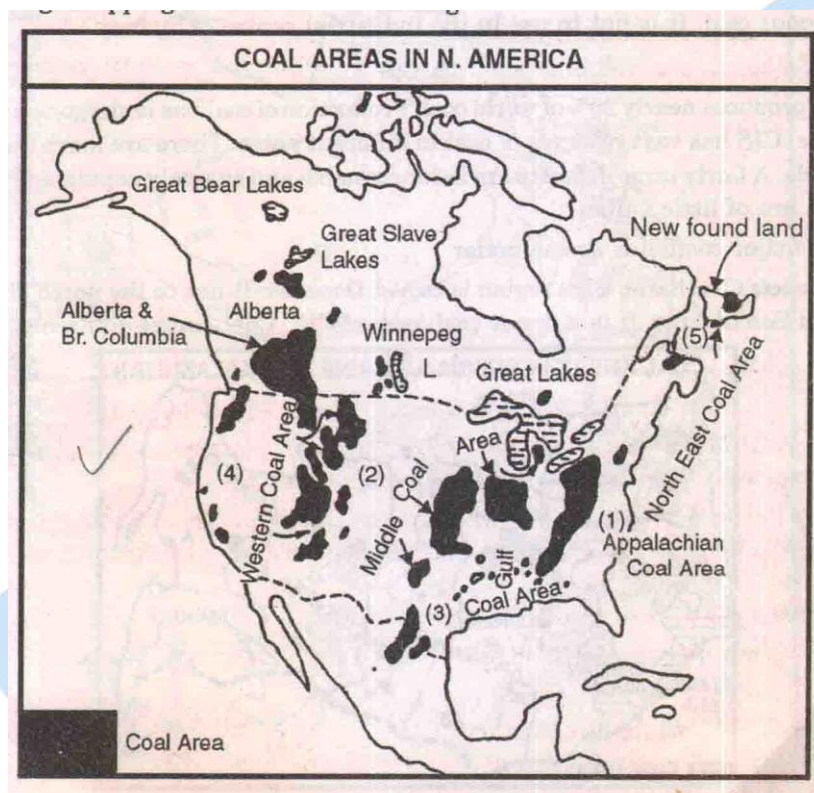 COAL AREAS IN N. AMERICA
Great Bear Lakes
New found land
Great Slave
Lakes
Alberta &
Br. Columbia
Alberta
Winnepeg
(5)
Great Lakes
North East Coal Area
Area
(4)
Western Coal Area
(2)
Middle Coal
(1)
Appalachian
Coal Area
Gulf
Coal Area
(3)
Coal Area